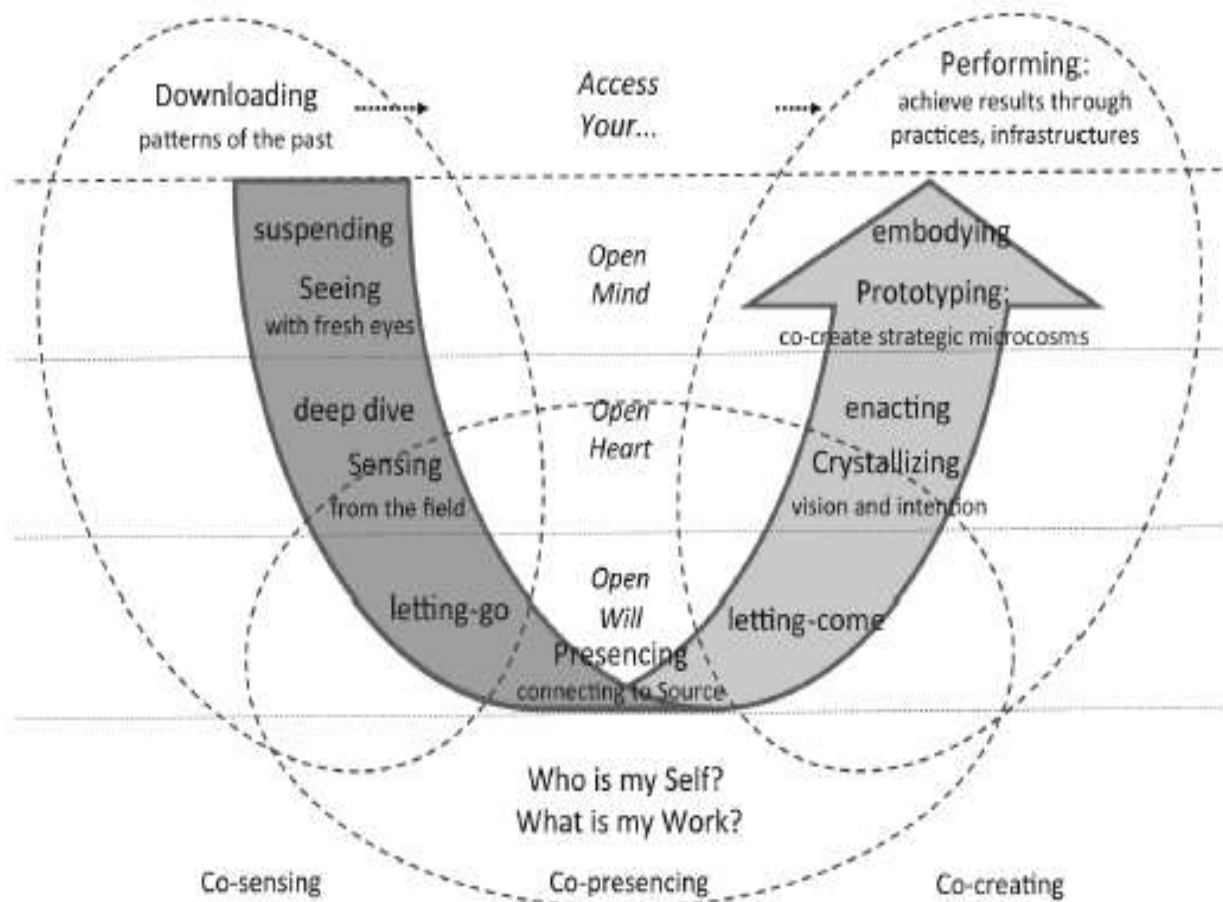 Downloading
patterns of the past
Access
Your...
Performing:
achieve results through
practices, infrastructures
suspending
Seeing
with fresh eyes
Open
Mind
embodying
Prototyping:
co-create strategic microcosms
deep dive
Sensing
from the field
Open
Heart
enacting
Crystallizing
vision and intention
letting-go
Open
Will
letting-come
Presencing
connecting to Source
Who is my Self?
What is my Work?
Co-sensing
Co-presencing
Co-creating